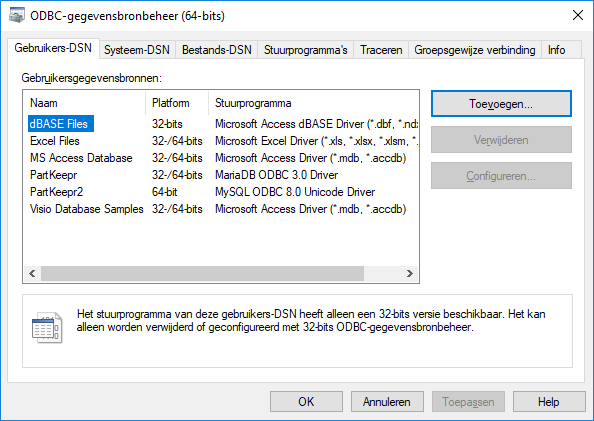 ODBC-gegevensbronbeheer (64-bits)
Gebruikers-DSN Systeem-DSN Bestands-DSN Stuurprogramma's Traceren Groepsgewijze verbinding Info
Gebruikersgegevensbronnen:
Naam Platform Stuurprogramma
dBASE Files 32-bits Microsoft Access dBASE Driver (*.dbf, *.ndx
Excel Files 32-/64-bits Microsoft Excel Driver (*.xls, *.xlsx, *.xlsm, *.
MS Access Database 32-/64-bits Microsoft Access Driver (*.mdb, *.accdb)
PartKeepr 32-/64-bits MariaDB ODBC 3.0 Driver
PartKeepr2 64-bit MySQL ODBC 8.0 Unicode Driver
Visio Database Samples 32-/64-bits Microsoft Access Driver (*.mdb, *.accdb)
Toevoegen...
Verwijderen
Configureren...
Het stuurprogramma van deze gebruikers-DSN heeft alleen een 32-bits versie beschikbaar. Het kan
alleen worden verwijderd of geconfigureerd met 32-bits ODBC-gegevensbronbeheer.
OK Annuleren Toepassen Help